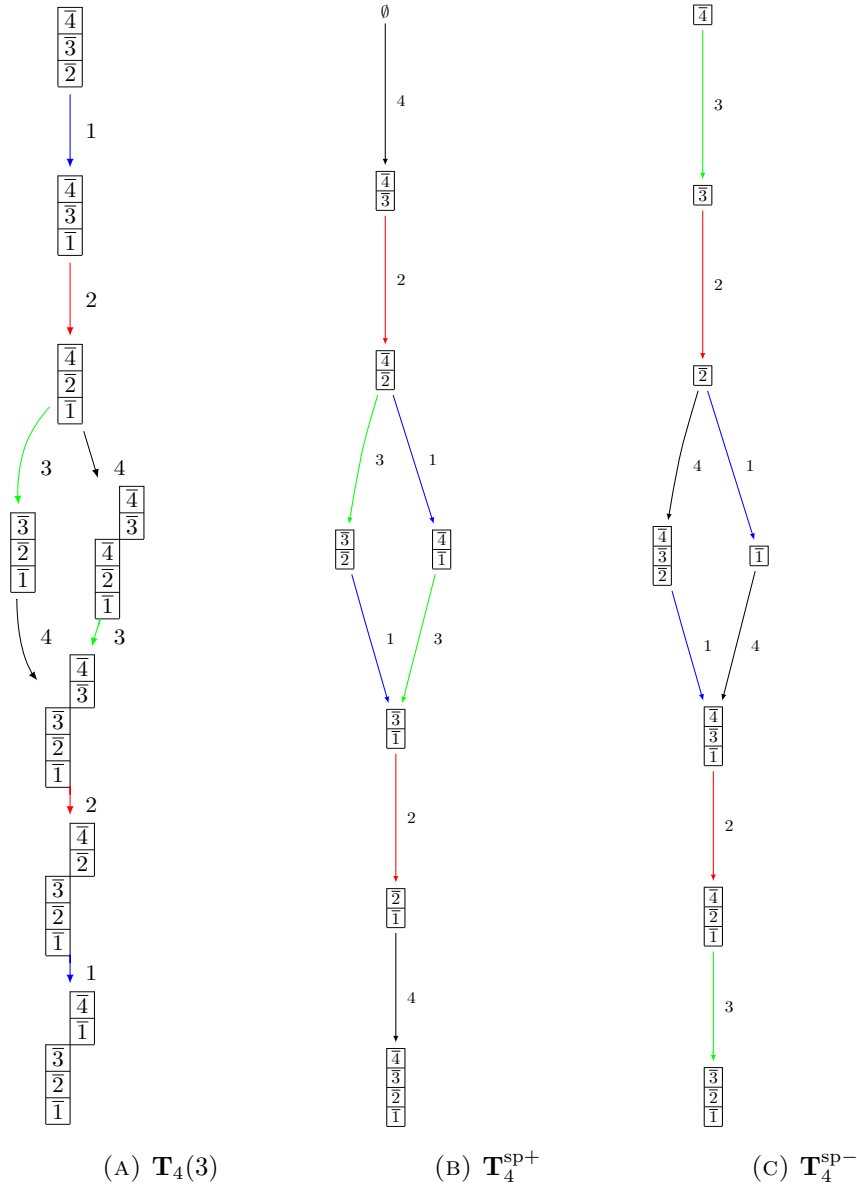 4̅ ∅ 4̅
3̅
2̅
4 3
1
4̅ 4̅ 3̅
3̅ 3̅
1̅
2 2 2
4̅ 4̅ 2̅
2̅ 2̅
1̅
3 4 3 1 4 1
4̅
3̅
3̅ 4̅ 3̅ 4̅ 4̅ 1̅
2̅ 2̅ 2̅ 1̅ 3̅
1̅ 1̅ 2̅
4 3 1 3 1 4
4̅
3̅ 3̅ 4̅
3̅ 1̅ 3̅
2̅ 1̅
1̅
2 2 2
4̅
2̅ 2̅ 4̅
3̅ 1̅ 2̅
2̅ 1̅
1̅
1 4 3
4̅
1̅
3̅ 4̅ 3̅
2̅ 3̅ 2̅
1̅ 2̅ 1̅
1̅
(A) T₄(3) (B) T₄ˢᵖ⁺ (C) T₄ˢᵖ⁻